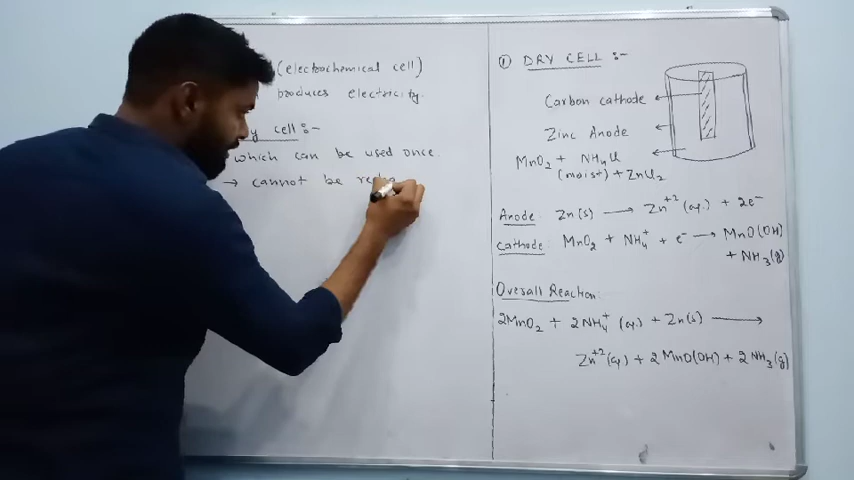 (electrochemical cell)
produces electricity.
cell :-
which can be used once.
→ cannot be
① DRY CELL :-
Carbon cathode
Zinc Anode
MnO₂ + NH₄Cl
(moist) + ZnCl₂
Anode: Zn(s) ⟶ Zn⁺² (aq.) + 2e⁻
Cathode: MnO₂ + NH₄⁺ + e⁻ ⟶ MnO(OH)
+ NH₃(g)
Overall Reaction:
2MnO₂ + 2NH₄⁺ (aq.) + Zn(s) ⟶
Zn⁺²(aq) + 2MnO(OH) + 2NH₃(g)